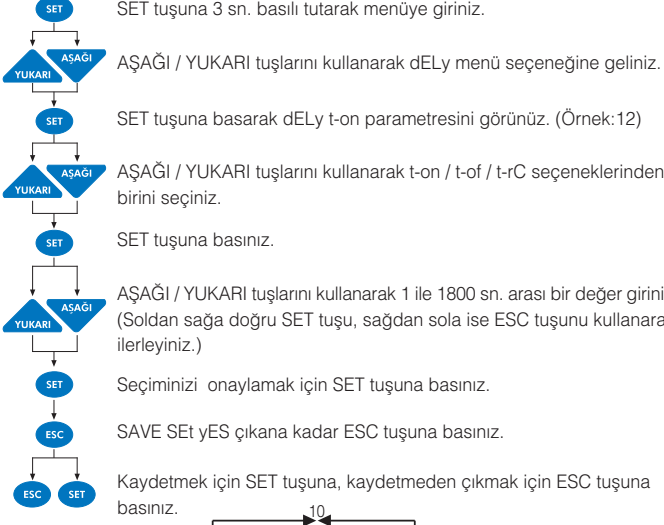 SET
SET tuşuna 3 sn. basılı tutarak menüye giriniz.
YUKARI
AŞAĞI
AŞAĞI / YUKARI tuşlarını kullanarak dELy menü seçeneğine geliniz.
SET
SET tuşuna basarak dELy t-on parametresini görünüz. (Örnek:12)
YUKARI
AŞAĞI
AŞAĞI / YUKARI tuşlarını kullanarak t-on / t-of / t-rC seçeneklerinden
birini seçiniz.
SET
SET tuşuna basınız.
YUKARI
AŞAĞI
AŞAĞI / YUKARI tuşlarını kullanarak 1 ile 1800 sn. arası bir değer girini
(Soldan sağa doğru SET tuşu, sağdan sola ise ESC tuşunu kullanara
ilerleyiniz.)
SET
Seçiminizi onaylamak için SET tuşuna basınız.
ESC
SAVE SEt yES çıkana kadar ESC tuşuna basınız.
ESC
SET
Kaydetmek için SET tuşuna, kaydetmeden çıkmak için ESC tuşuna
basınız.
10